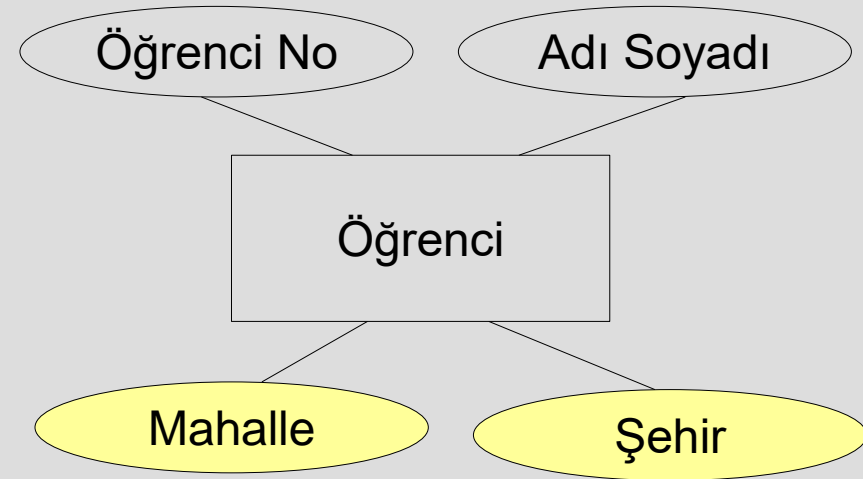 Öğrenci No
Adı Soyadı
Öğrenci
Mahalle
Şehir